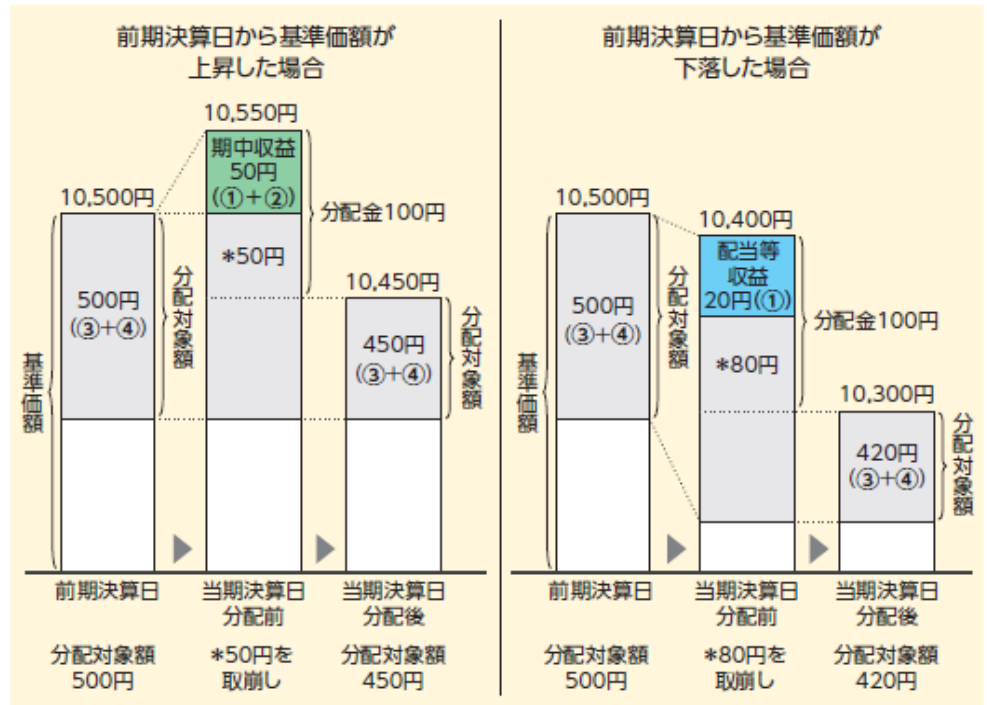 前期決算日から基準価額が
上昇した場合
10,550円
期中収益
50円
(①+②)
10,500円
分配金100円
*50円
10,450円
500円
(③+④)
分配対象額
450円
(③+④)
分配対象額
基準価額
前期決算日
当期決算日
分配前
当期決算日
分配後
分配対象額
500円
*50円を
取崩し
分配対象額
450円
前期決算日から基準価額が
下落した場合
10,500円
10,400円
配当等
収益
20円(①)
500円
(③+④)
分配対象額
分配金100円
*80円
10,300円
基準価額
420円
(③+④)
分配対象額
前期決算日
当期決算日
分配前
当期決算日
分配後
分配対象額
500円
*80円を
取崩し
分配対象額
420円